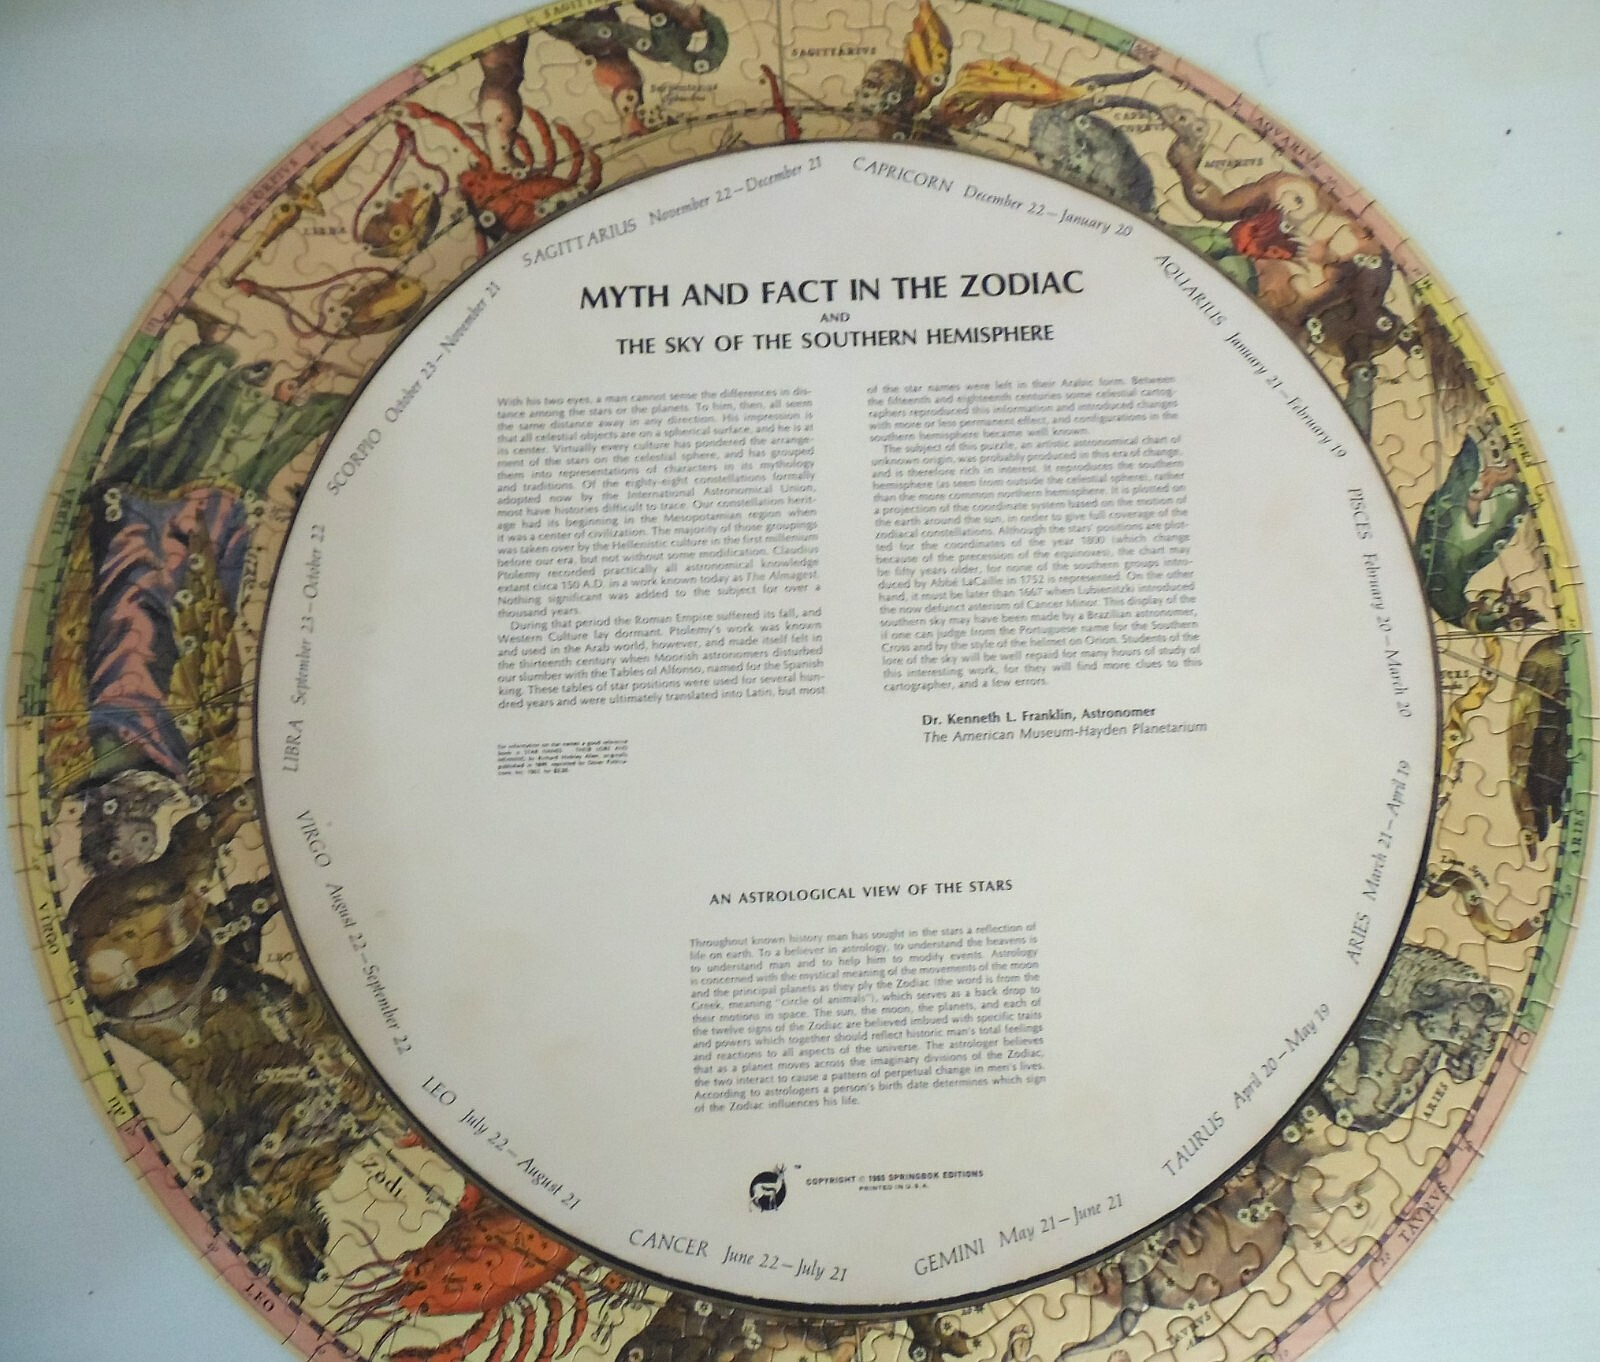 MYTH AND FACT IN THE ZODIAC
AND
THE SKY OF THE SOUTHERN HEMISPHERE
With his two eyes, a man cannot sense the differences in dis-
tance among the stars or the planets. To him, then, all seem
the same distance away in any direction. His impression is
that all celestial objects are on a spherical surface, and he is at
its center. Virtually every culture has pondered the arrange-
ment of the stars on the celestial sphere, and has grouped
them into representations of characters in its mythology
and traditions. Of the eighty-eight constellations formally
adopted now by the International Astronomical Union,
most have histories difficult to trace. Our constellation herit-
age had its beginning in the Mesopotamian region when
it was a center of civilization. The majority of those groupings
was taken over by the Hellenistic culture in the first millenium
before our era, but not without some modification. Claudius
Ptolemy recorded practically all astronomical knowledge
extant circa 150 A.D. in a work known today as The Almagest.
Nothing significant was added to the subject for over a
thousand years.
During that period the Roman Empire suffered its fall, and
Western Culture lay dormant. Ptolemy's work was known
and used in the Arab world, however, and made itself felt in
the thirteenth century when Moorish astronomers disturbed
our slumber with the Tables of Alfonso, named for the Spanish
king. These tables of star positions were used for several hun-
dred years and were ultimately translated into Latin, but most
of the star names were left in their Arabic form. Between
the fifteenth and eighteenth centuries some celestial cartog-
raphers reproduced this information and introduced changes
with more or less permanent effect, and configurations in the
southern hemisphere became well known.
The subject of this puzzle, an artistic astronomical chart of
unknown origin, was probably produced in this era of change,
and is therefore rich in interest. It reproduces the southern
hemisphere (as seen from outside the celestial sphere), rather
than the more common northern hemisphere. It is plotted on
a projection of the coordinate system based on the motion of
the earth around the sun, in order to give full coverage of the
zodiacal constellations. Although the stars' positions are plot-
ted for the coordinates of the year 1800 (which change
because of the precession of the equinoxes), the chart may
be fifty years older, for none of the southern groups intro-
duced by Abbé LaCaille in 1752 is represented. On the other
hand, it must be later than 1667 when Lubienitzki introduced
the now defunct asterism of Cancer Minor. This display of the
southern sky may have been made by a Brazilian astronomer,
if one can judge from the Portuguese name for the Southern
Cross and by the style of the helmet on Orion. Students of the
lore of the sky will be well repaid for many hours of study of
this interesting work, for they will find more clues to this
cartographer, and a few errors.
Dr. Kenneth L. Franklin, Astronomer
The American Museum-Hayden Planetarium
For information on star names a good reference
book is STAR NAMES THEIR LORE AND
MEANING by Richard Hinkley Allen, originally
published in 1899, reprinted by Dover Publica-
AN ASTROLOGICAL VIEW OF THE STARS
Throughout known history man has sought in the stars a reflection of
life on earth. To a believer in astrology, to understand the heavens is
to understand man and to help him to modify events. Astrology
is concerned with the mystical meaning of the movements of the moon
and the principal planets as they ply the Zodiac (the word is from the
Greek, meaning "circle of animals"), which serves as a back drop to
their motions in space. The sun, the moon, the planets, and each of
the twelve signs of the Zodiac are believed imbued with specific traits
and powers which together should reflect historic man's total feelings
and reactions to all aspects of the universe. The astrologer believes
that as a planet moves across the imaginary divisions of the Zodiac,
the two interact to cause a pattern of perpetual change in men's lives.
According to astrologers a person's birth date determines which sign
of the Zodiac influences his life.
COPYRIGHT © 1965 SPRINGBOK EDITIONS
PRINTED IN U.S.A.
TM
CAPRICORN December 22 – January 20
AQUARIUS January 21 – February 19
PISCES February 20 – March 20
ARIES March 21 – April 19
TAURUS April 20 – May 19
GEMINI May 21 – June 21
CANCER June 22 – July 21
LEO July 22 – August 21
VIRGO August 22 – September 22
LIBRA September 23 – October 22
SCORPIO October 23 – November 21
SAGITTARIUS November 22 – December 21
SAGITTARIVS
AQVARIVS
AQVARIVS
ARIES
ARIES
TAVRVS
TAVRVS
Zodi
LEO
LEO
VIRGO
LIBRA
LIBRA
SCORPIVS